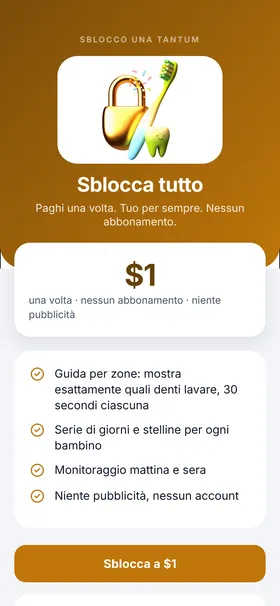 SBLOCCO UNA TANTUM
Sblocca tutto
Paghi una volta. Tuo per sempre. Nessun
abbonamento.
$1
una volta · nessun abbonamento · niente
pubblicità
Guida per zone: mostra
esattamente quali denti lavare, 30
secondi ciascuna
Serie di giorni e stelline per ogni
bambino
Monitoraggio mattina e sera
Niente pubblicità, nessun account
Sblocca a $1